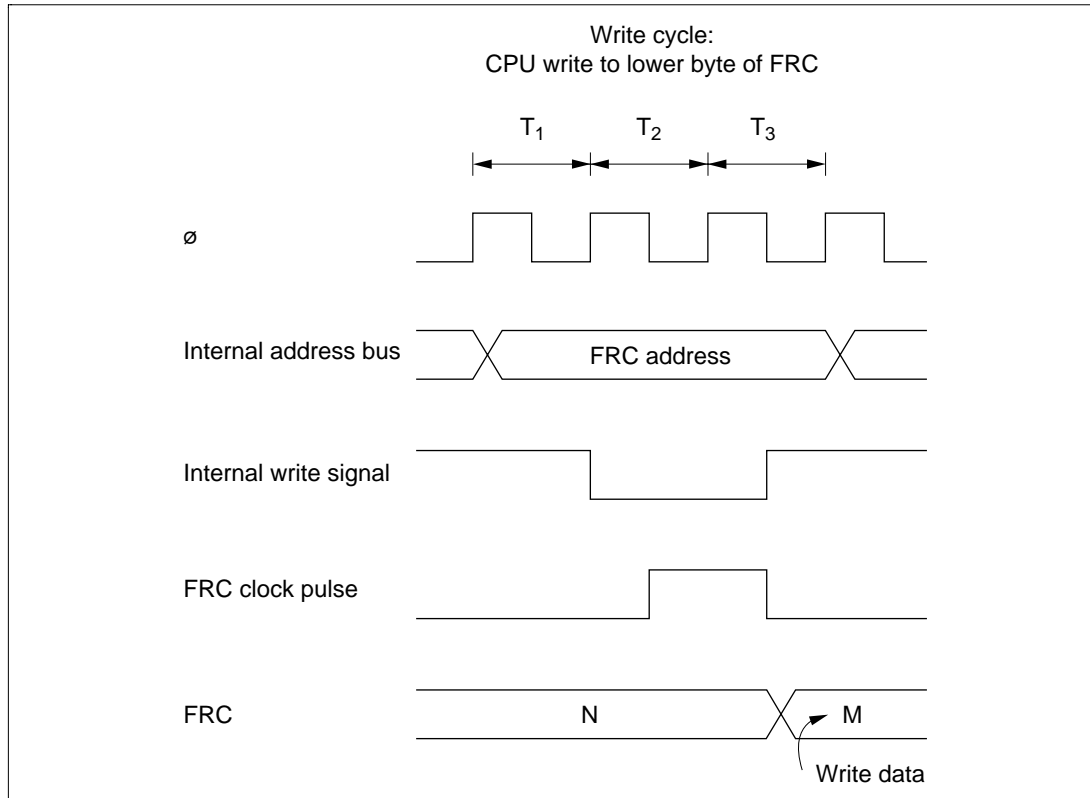 Write cycle:
CPU write to lower byte of FRC
T₁ T₂ T₃
ø
Internal address bus
FRC address
Internal write signal
FRC clock pulse
FRC
N
M
Write data